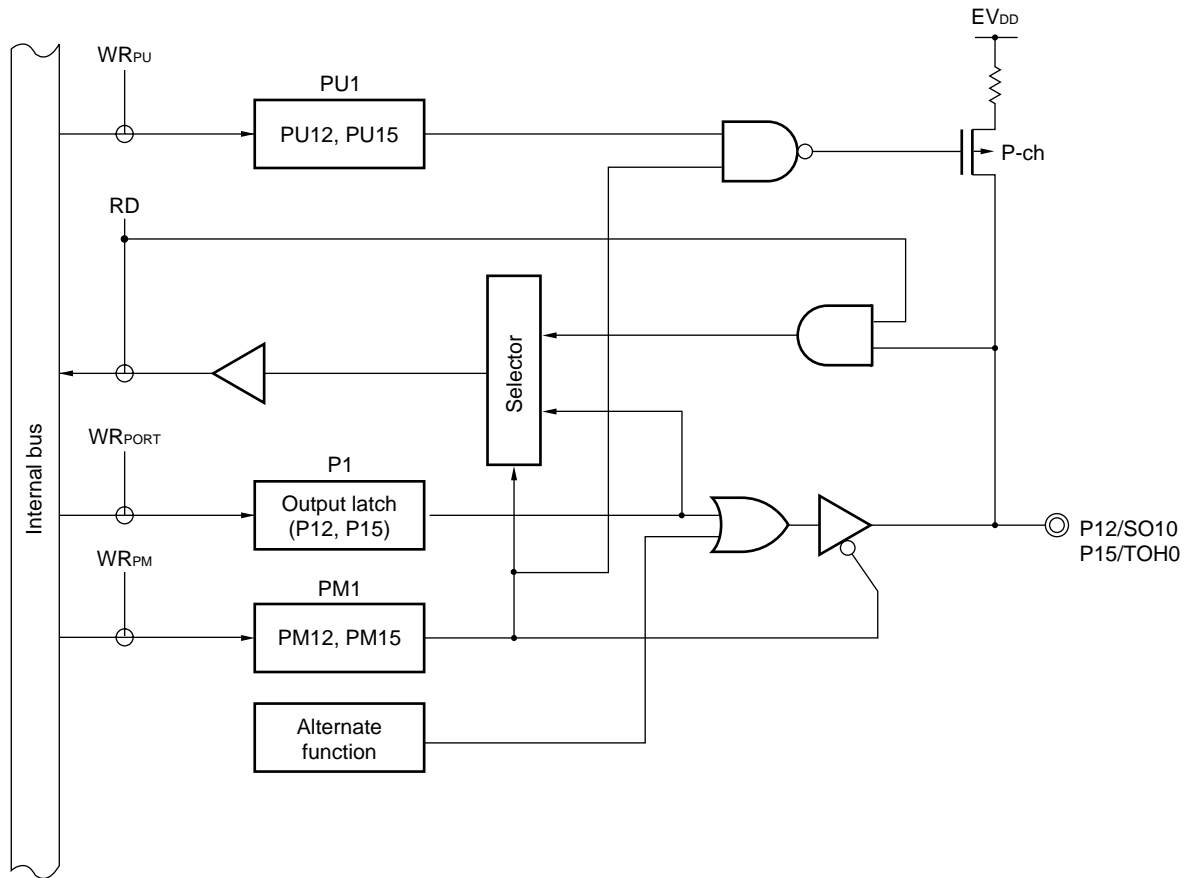 EVDD
WRPU
PU1
PU12, PU15
P-ch
RD
Selector
Internal bus
WRPORT
P1
Output latch
(P12, P15)
P12/SO10
P15/TOH0
WRPM
PM1
PM12, PM15
Alternate
function